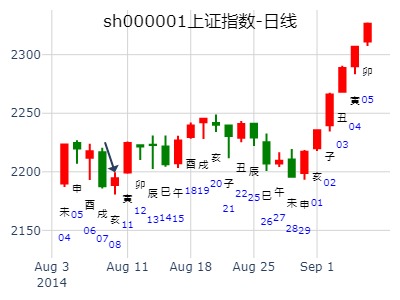 sh000001上证指数-日线
2300
2250
2200
2150
未 申 酉 戌 亥 寅 卯 辰 巳 午 酉 戌 亥 子 丑 辰 巳 午 未 申 亥 子 丑 寅 卯
04 05 06 07 08 11 12 13 14 15 18 19 20 21 22 25 26 27 28 29 01 02 03 04 05
Aug 3 Aug 11 Aug 18 Aug 25 Sep 1
2014